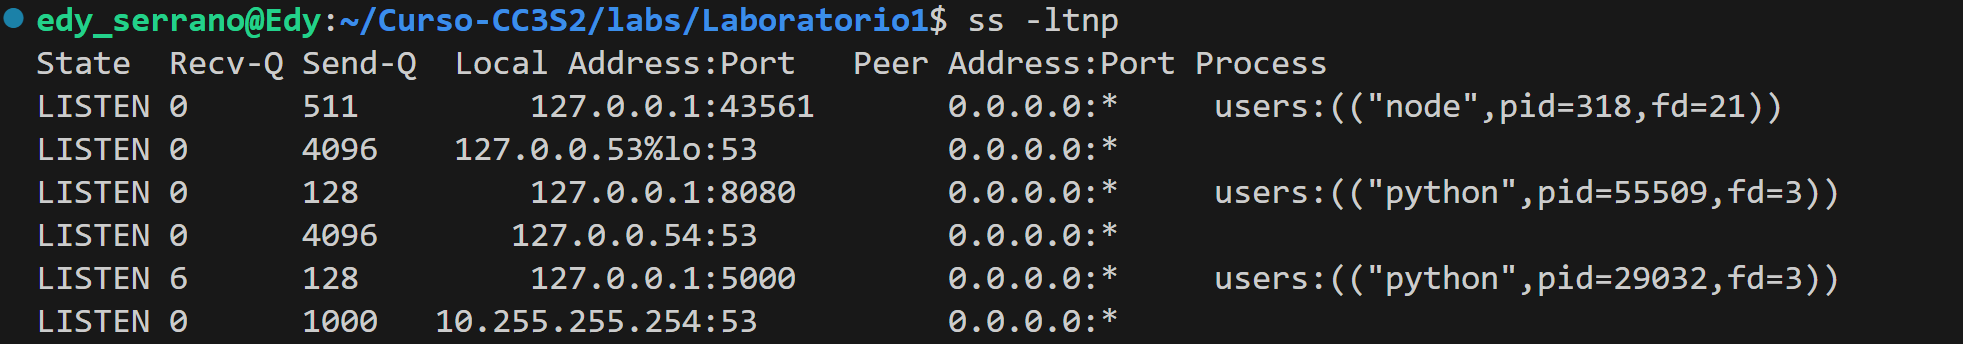 edy_serrano@Edy:~/Curso-CC3S2/labs/Laboratorio1$ ss -ltnp
State  Recv-Q Send-Q  Local Address:Port   Peer Address:Port Process
LISTEN 0      511         127.0.0.1:43561       0.0.0.0:*     users:(("node",pid=318,fd=21))
LISTEN 0      4096    127.0.0.53%lo:53          0.0.0.0:*
LISTEN 0      128         127.0.0.1:8080        0.0.0.0:*     users:(("python",pid=55509,fd=3))
LISTEN 0      4096       127.0.0.54:53          0.0.0.0:*
LISTEN 6      128         127.0.0.1:5000        0.0.0.0:*     users:(("python",pid=29032,fd=3))
LISTEN 0      1000   10.255.255.254:53          0.0.0.0:*